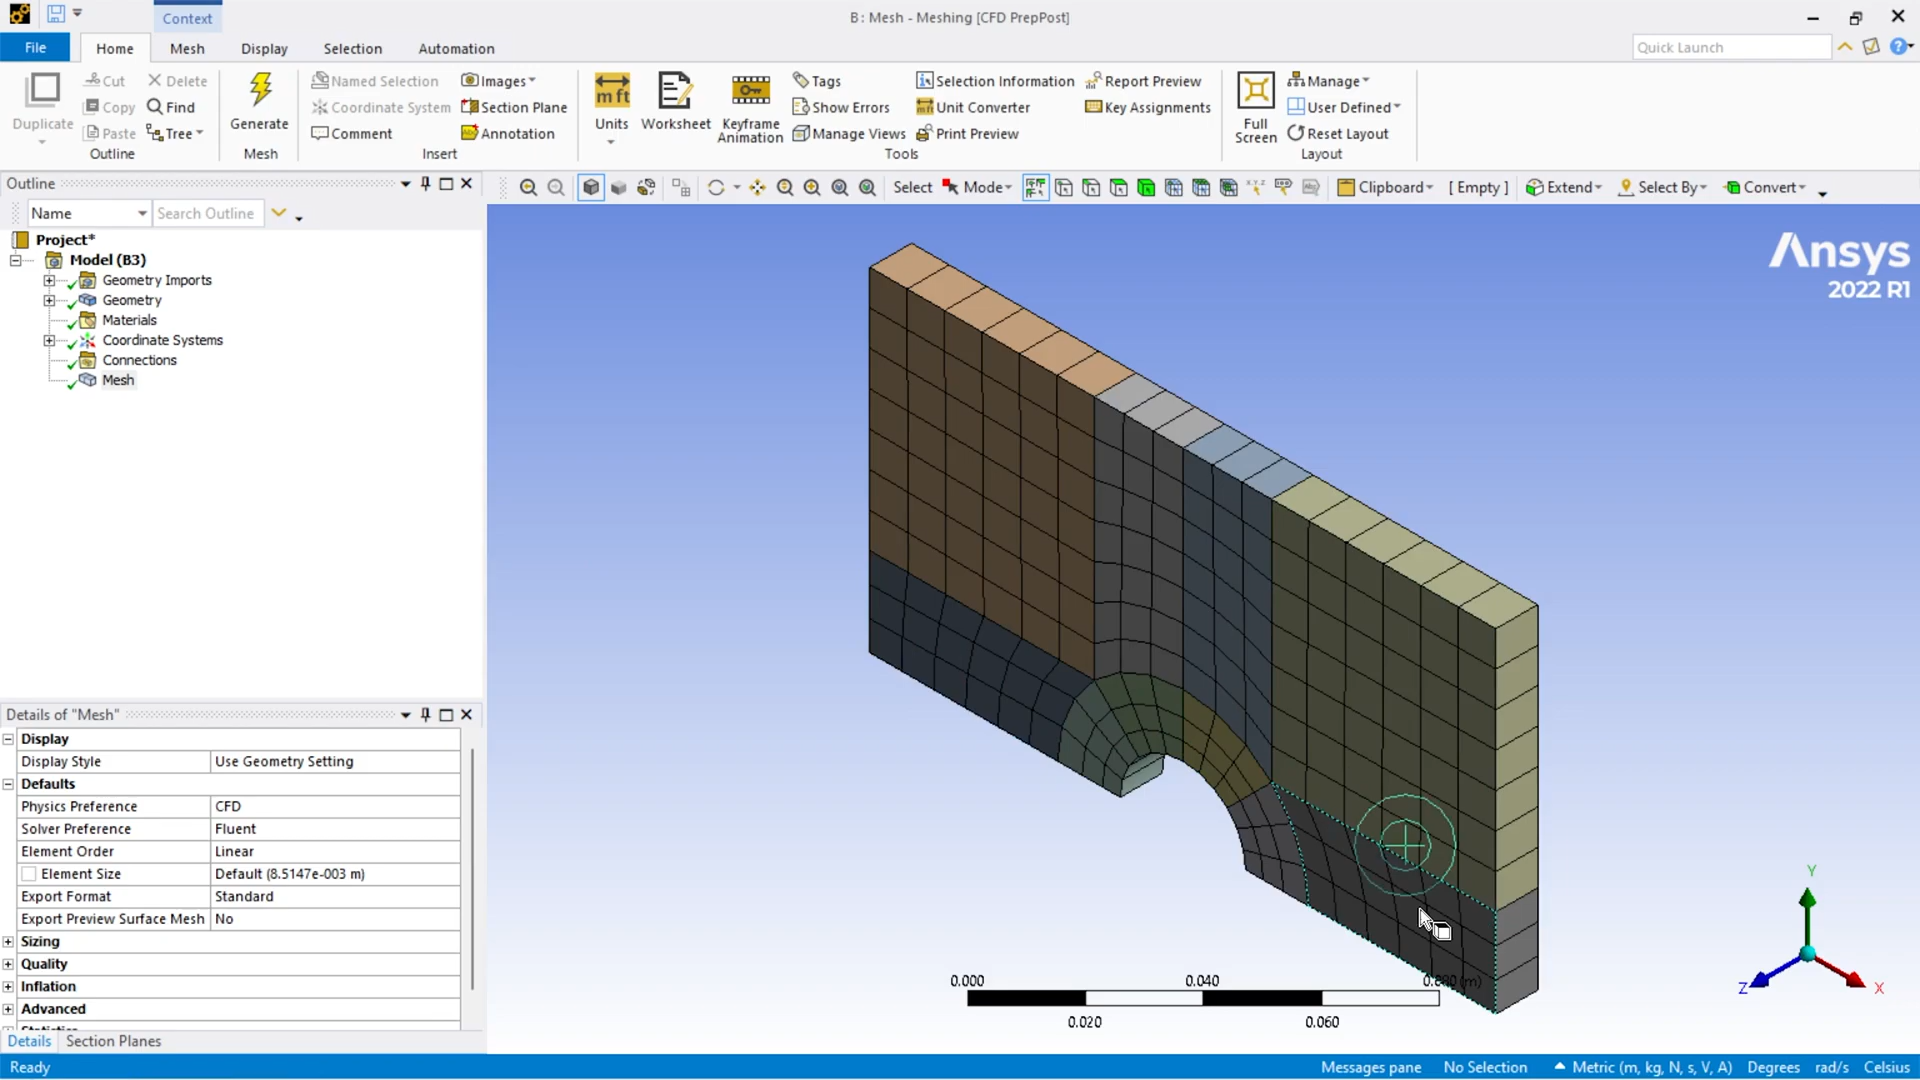 Context
B : Mesh - Meshing [CFD PrepPost]
File
Home
Mesh
Display
Selection
Automation
Quick Launch
Duplicate
Cut
Copy
Paste
Delete
Find
Tree
Outline
Generate
Mesh
Named Selection
Coordinate System
Comment
Images
Section Plane
Annotation
Insert
m ft
Units
Worksheet
Keyframe
Animation
Tags
Show Errors
Manage Views
Selection Information
Unit Converter
Print Preview
Report Preview
Key Assignments
Tools
Full
Screen
Manage
User Defined
Reset Layout
Layout
Outline
Select
Mode
Clipboard
[ Empty ]
Extend
Select By
Convert
Name
Search Outline
Project*
Model (B3)
Geometry Imports
Geometry
Materials
Coordinate Systems
Connections
Mesh
Ansys
2022 R1
Details of "Mesh"
Display
Display Style Use Geometry Setting
Defaults
Physics Preference CFD
Solver Preference Fluent
Element Order Linear
Element Size Default (8.5147e-003 m)
Export Format Standard
Export Preview Surface Mesh No
Sizing
Quality
Inflation
Advanced
Statistics
Details
Section Planes
0.000
0.040
0.080 (m)
0.020
0.060
Y
Z
X
Ready
Messages pane
No Selection
Metric (m, kg, N, s, V, A)
Degrees
rad/s
Celsius